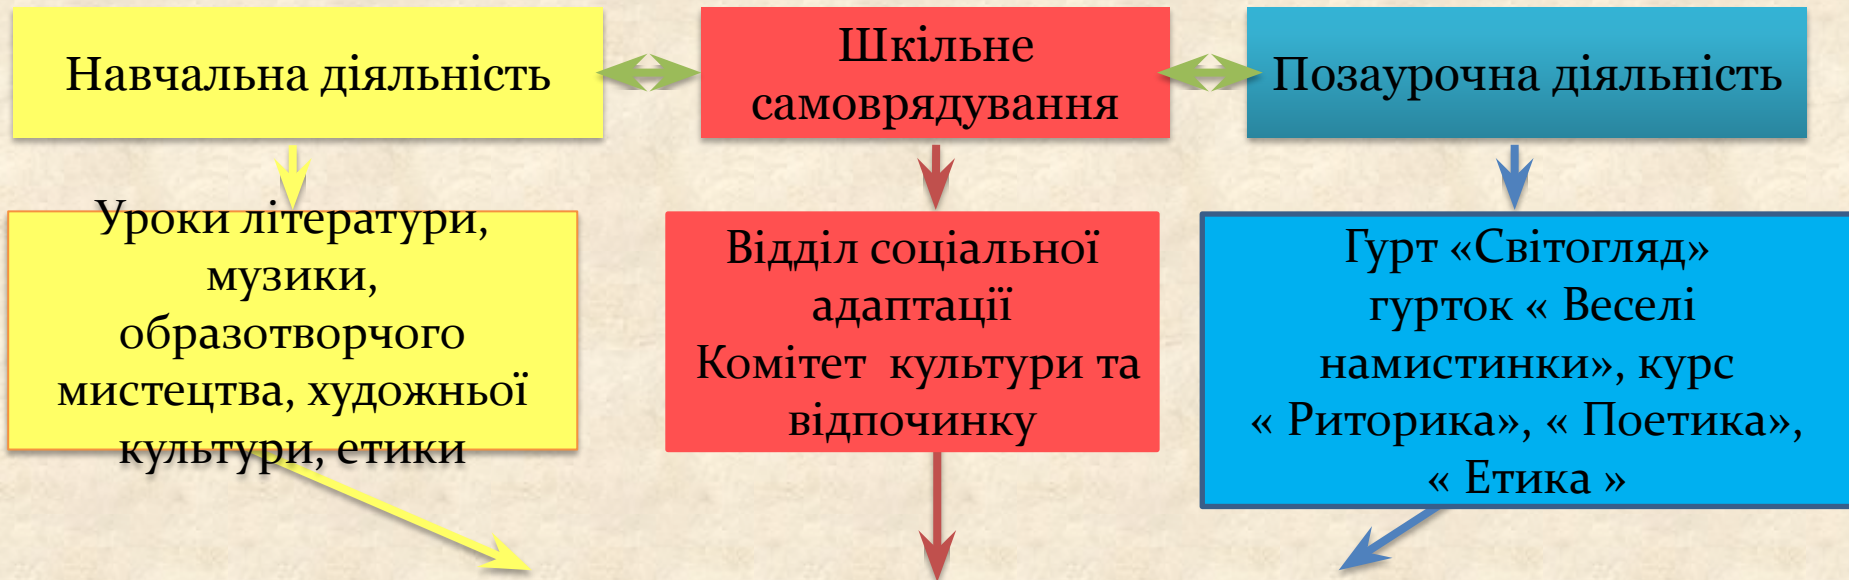 Навчальна діяльність
Шкільне
самоврядування
Позаурочна діяльність
Уроки літератури,
музики,
образотворчого
мистецтва, художньої
культури, етики
Відділ соціальної
адаптації
Комітет культури та
відпочинку
Гурт «Світогляд»
гурток « Веселі
намистинки», курс
« Риторика», « Поетика»,
« Етика »